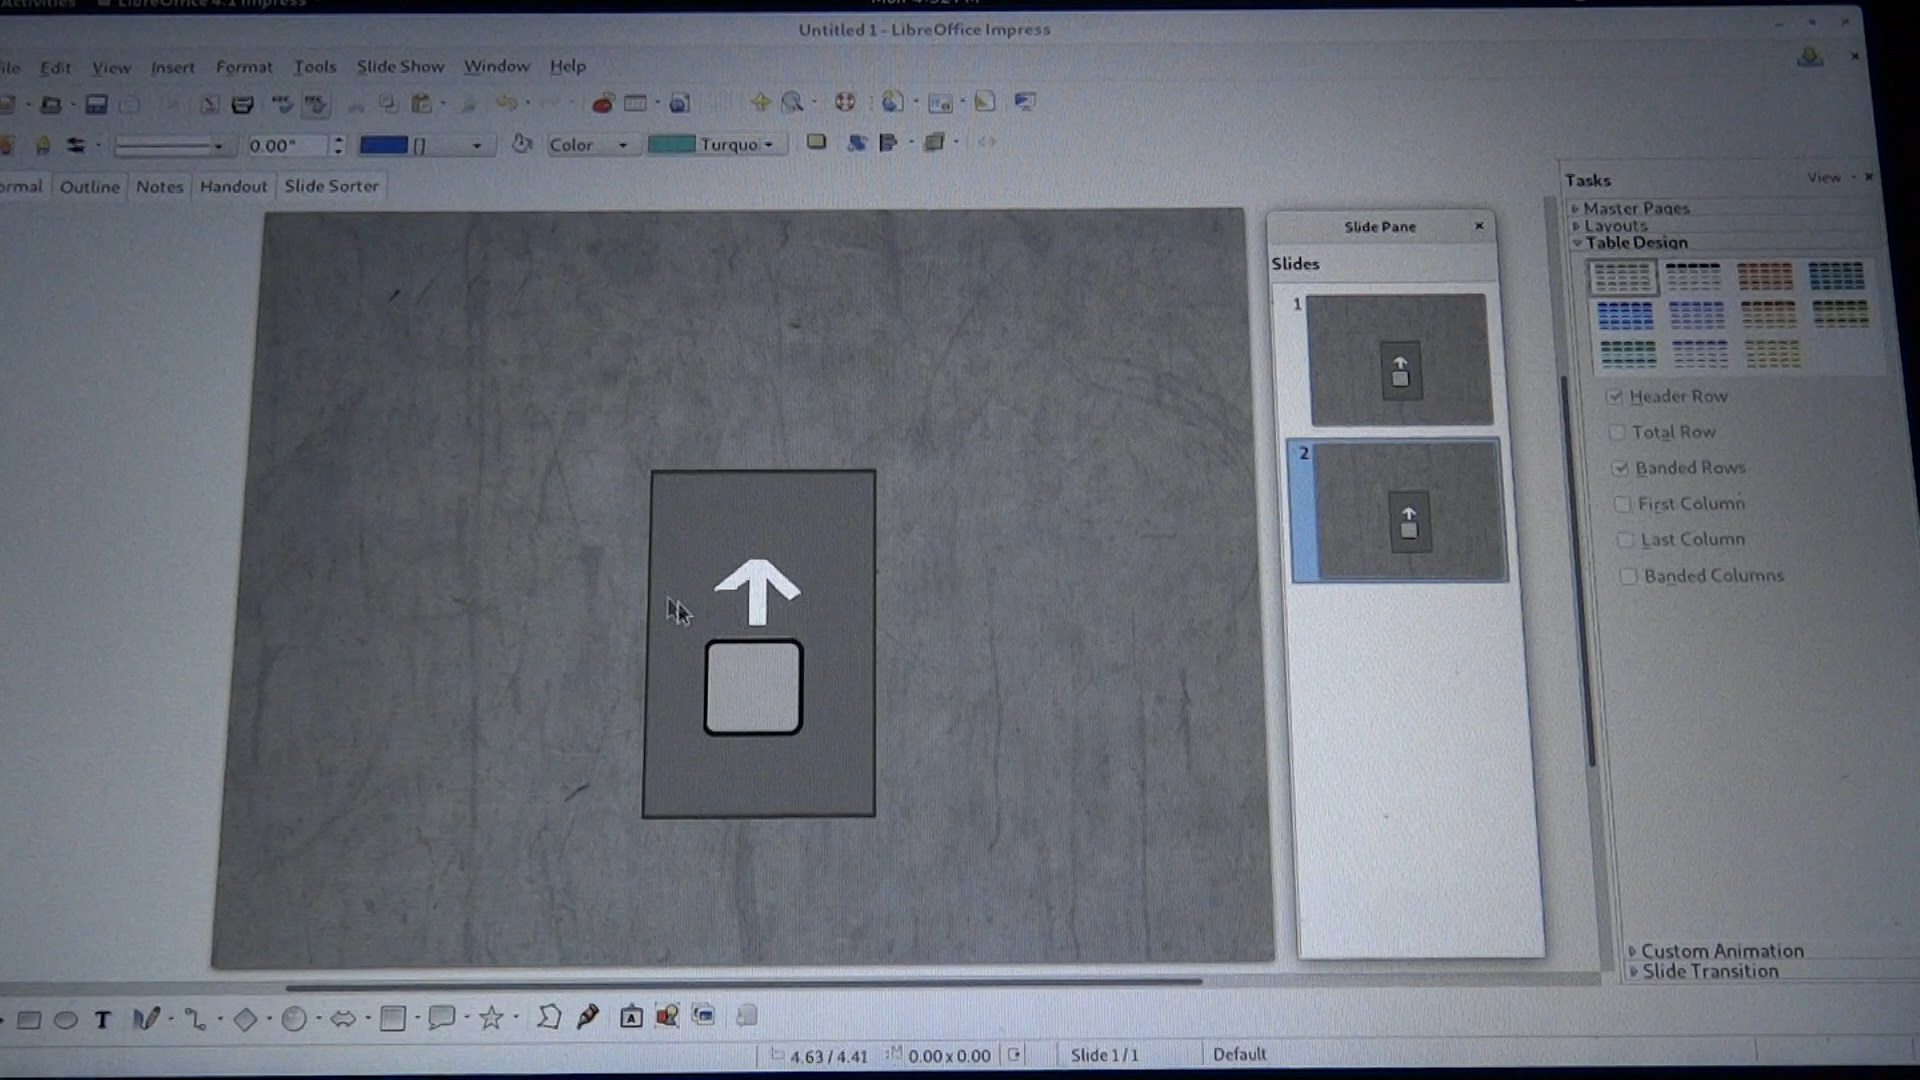 Untitled 1 - LibreOffice Impress
Edit View Insert Format Tools Slide Show Window Help
0.00° [] Color Turquo
Outline Notes Handout Slide Sorter
Tasks View
Master Pages
Layouts
Table Design
Slide Pane
Slides
1
2
Header Row
Total Row
Banded Rows
First Column
Last Column
Banded Columns
Custom Animation
Slide Transition
T A
4.63 / 4.41 0.00 x 0.00 Slide 1 / 1 Default